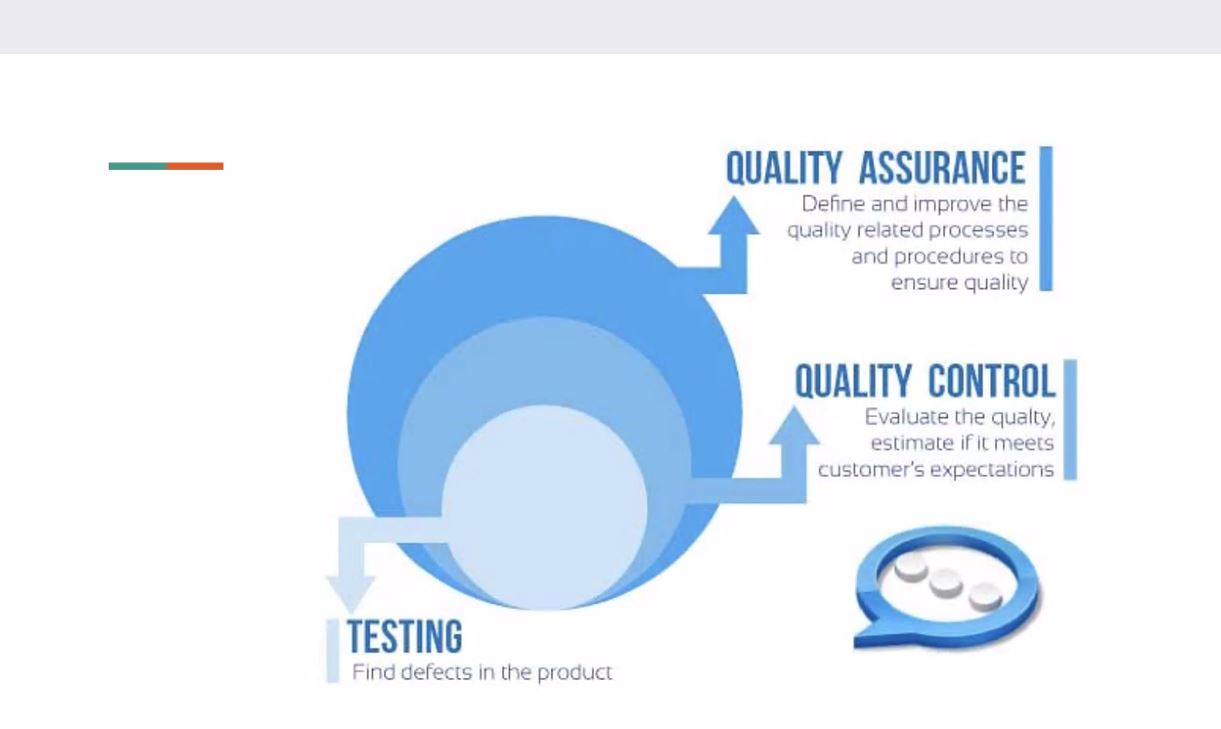 QUALITY ASSURANCE
Define and improve the
quality related processes
and procedures to
ensure quality
QUALITY CONTROL
Evaluate the qualty,
estimate if it meets
customer's expectations
TESTING
Find defects in the product